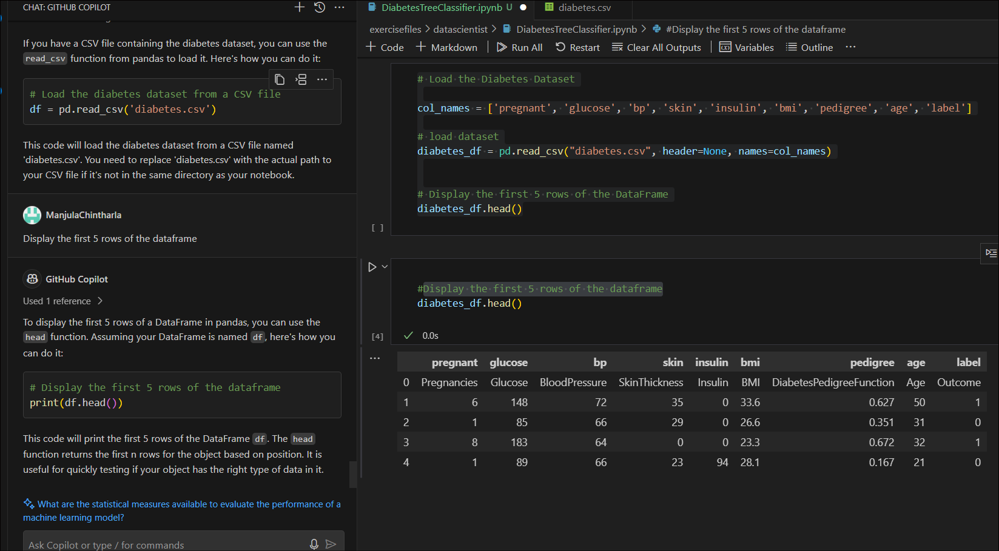 CHAT: GITHUB COPILOT
If you have a CSV file containing the diabetes dataset, you can use the
read_csv function from pandas to load it. Here's how you can do it:
# Load the diabetes dataset from a CSV file
df = pd.read_csv('diabetes.csv')
This code will load the diabetes dataset from a CSV file named
'diabetes.csv'. You need to replace 'diabetes.csv' with the actual path to
your CSV file if it's not in the same directory as your notebook.
ManjulaChintharla
Display the first 5 rows of the dataframe
GitHub Copilot
Used 1 reference
To display the first 5 rows of a DataFrame in pandas, you can use the
head function. Assuming your DataFrame is named df, here's how you
can do it:
# Display the first 5 rows of the dataframe
print(df.head())
This code will print the first 5 rows of the DataFrame df. The head
function returns the first n rows for the object based on position. It is
useful for quickly testing if your object has the right type of data in it.
What are the statistical measures available to evaluate the performance of a
machine learning model?
Ask Copilot or type / for commands
DiabetesTreeClassifier.ipynb U diabetes.csv
exercisefiles > datascientist > DiabetesTreeClassifier.ipynb > #Display the first 5 rows of the dataframe
+ Code + Markdown Run All Restart Clear All Outputs Variables Outline
# Load the Diabetes Dataset
col_names = ['pregnant', 'glucose', 'bp', 'skin', 'insulin', 'bmi', 'pedigree', 'age', 'label']
# load dataset
diabetes_df = pd.read_csv("diabetes.csv", header=None, names=col_names)
# Display the first 5 rows of the DataFrame
diabetes_df.head()
[ ]
#Display the first 5 rows of the dataframe
diabetes_df.head()
[4] 0.0s
pregnant glucose bp skin insulin bmi pedigree age label
0 Pregnancies Glucose BloodPressure SkinThickness Insulin BMI DiabetesPedigreeFunction Age Outcome
1 6 148 72 35 0 33.6 0.627 50 1
2 1 85 66 29 0 26.6 0.351 31 0
3 8 183 64 0 0 23.3 0.672 32 1
4 1 89 66 23 94 28.1 0.167 21 0